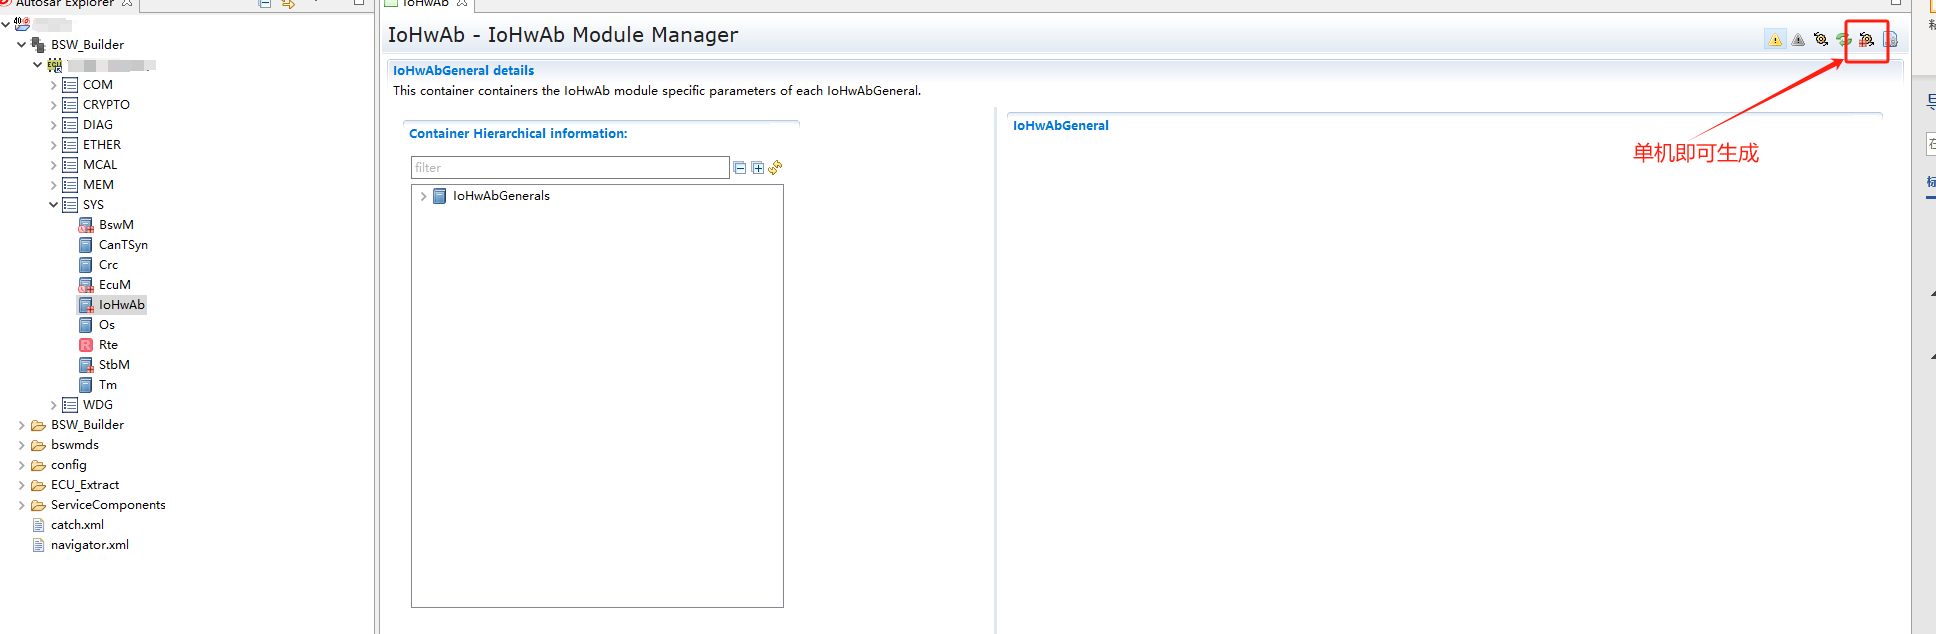 Autosar Explorer
BSW_Builder
COM
CRYPTO
DIAG
ETHER
MCAL
MEM
SYS
BswM
CanTSyn
Crc
EcuM
IoHwAb
Os
Rte
StbM
Tm
WDG
BSW_Builder
bswmds
config
ECU_Extract
ServiceComponents
catch.xml
navigator.xml
IoHwAb
IoHwAb - IoHwAb Module Manager
IoHwAbGeneral details
This container containers the IoHwAb module specific parameters of each IoHwAbGeneral.
Container Hierarchical information:
filter
IoHwAbGenerals
IoHwAbGeneral
单机即可生成